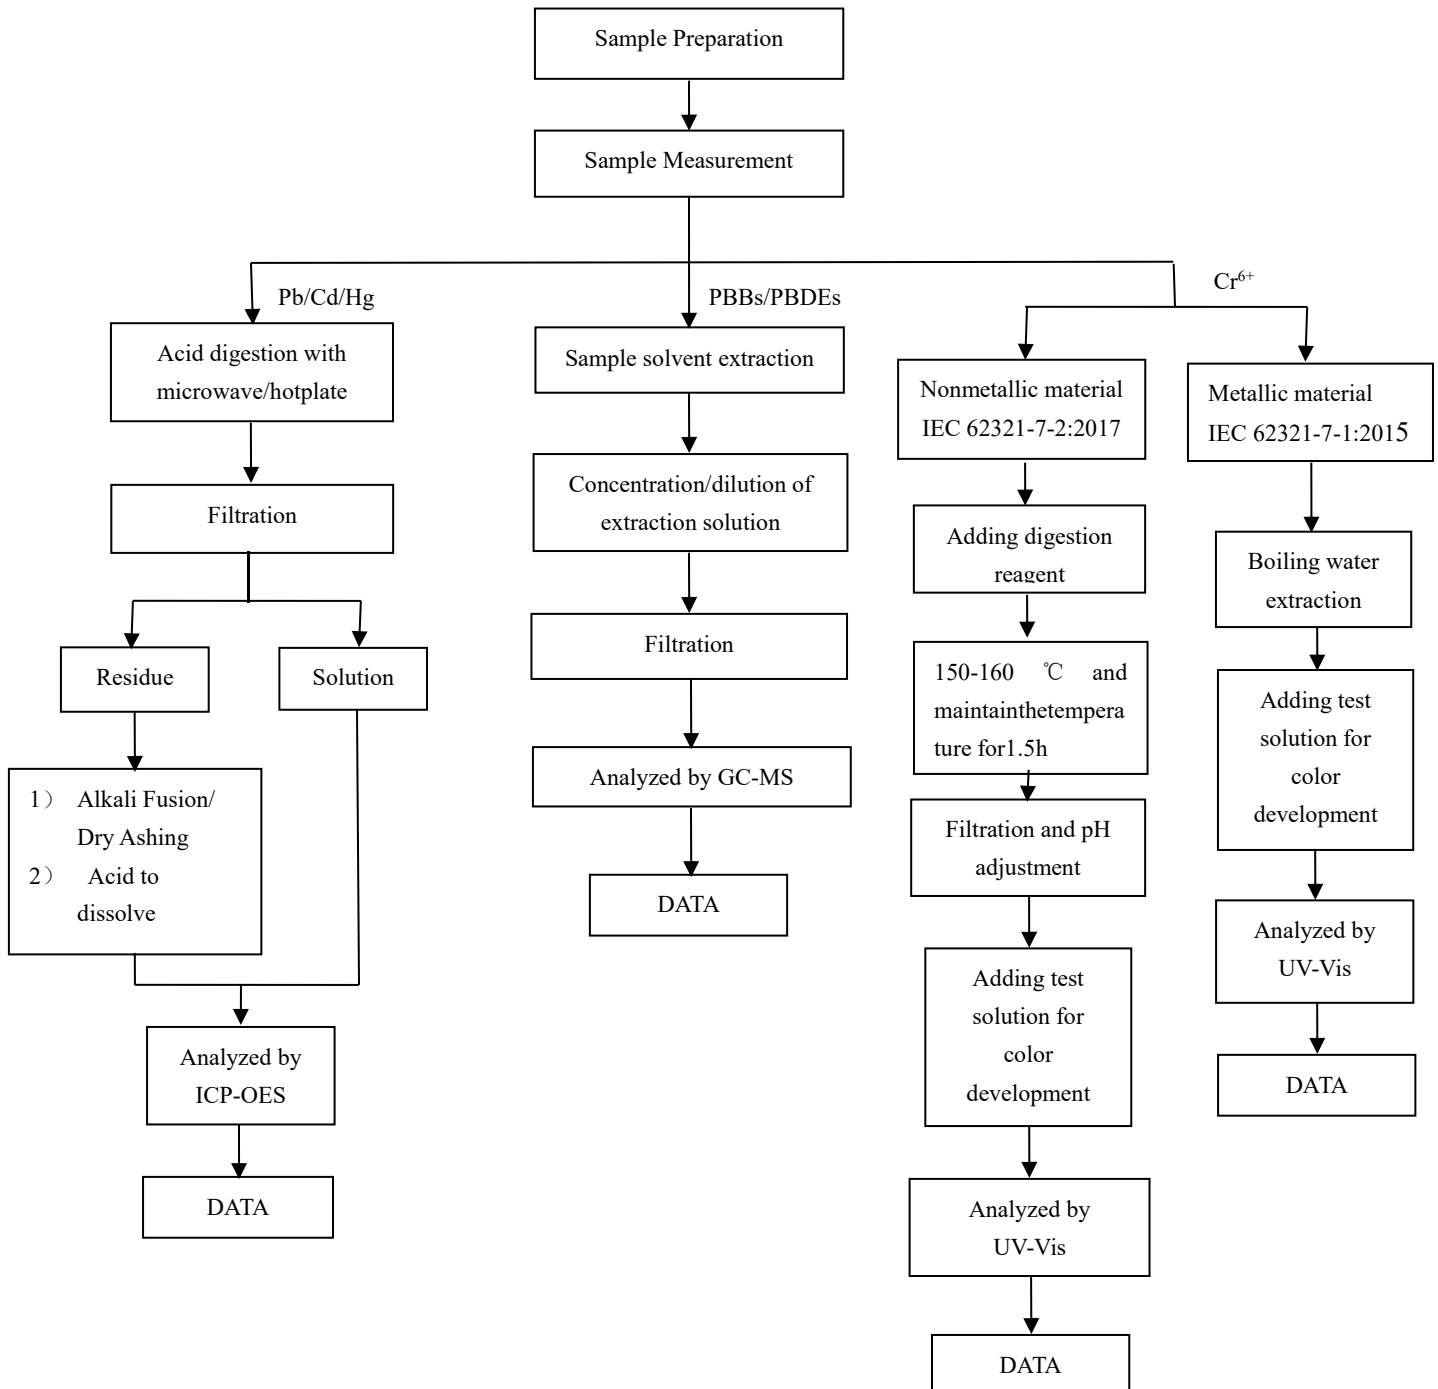 Sample Preparation
Sample Measurement
Pb/Cd/Hg
PBBs/PBDEs
Cr⁶⁺
Acid digestion with
microwave/hotplate
Filtration
Residue
Solution
1） Alkali Fusion/
Dry Ashing
2） Acid to
dissolve
Analyzed by
ICP-OES
DATA
Sample solvent extraction
Concentration/dilution of
extraction solution
Filtration
Analyzed by GC-MS
DATA
Nonmetallic material
IEC 62321-7-2:2017
Adding digestion
reagent
150-160 ℃ and
maintainthetempera
ture for1.5h
Filtration and pH
adjustment
Adding test
solution for
color
development
Analyzed by
UV-Vis
DATA
Metallic material
IEC 62321-7-1:2015
Boiling water
extraction
Adding test
solution for
color
development
Analyzed by
UV-Vis
DATA